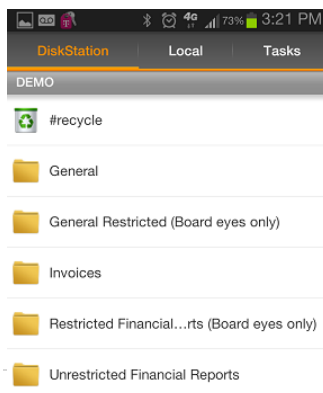 4G 73% 3:21 PM
DiskStation Local Tasks
DEMO
#recycle
General
General Restricted (Board eyes only)
Invoices
Restricted Financial...rts (Board eyes only)
Unrestricted Financial Reports